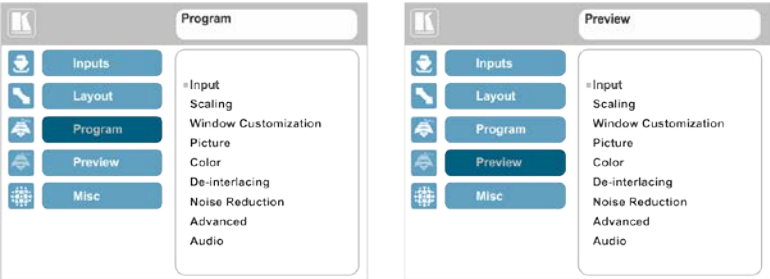 Program
Inputs
Layout
Program
Preview
Misc
Input
Scaling
Window Customization
Picture
Color
De-interlacing
Noise Reduction
Advanced
Audio
Preview
Inputs
Layout
Program
Preview
Misc
Input
Scaling
Window Customization
Picture
Color
De-interlacing
Noise Reduction
Advanced
Audio